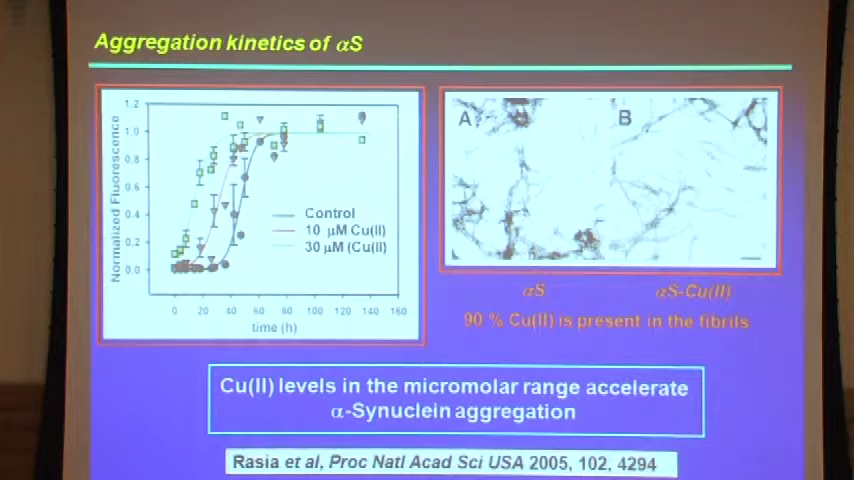 Aggregation kinetics of αS
Normalized Fluorescence
1.2
1.0
0.8
0.6
0.4
0.2
0.0
0 20 40 60 80 100 120 140 160
time (h)
Control
10 μM Cu(II)
30 μM (Cu(II)
A
B
αS
αS-Cu(II)
90 % Cu(II) is present in the fibrils
Cu(II) levels in the micromolar range accelerate
α-Synuclein aggregation
Rasia et al, Proc Natl Acad Sci USA 2005, 102, 4294